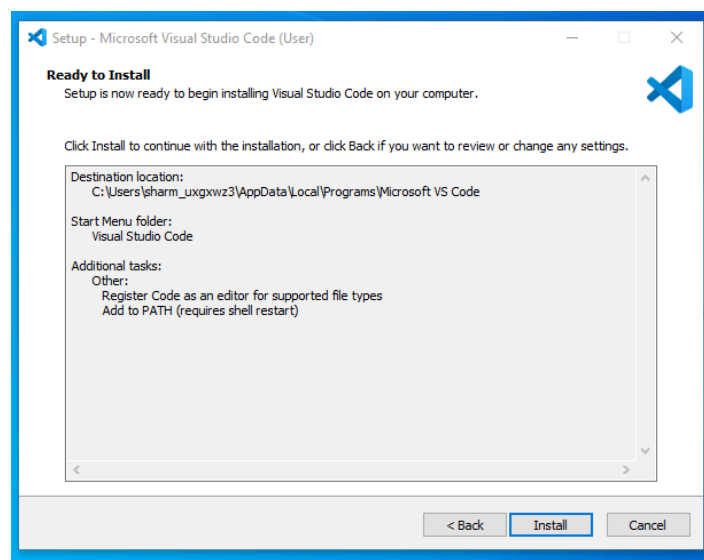 Setup - Microsoft Visual Studio Code (User)
Ready to Install
Setup is now ready to begin installing Visual Studio Code on your computer.
Click Install to continue with the installation, or click Back if you want to review or change any settings.
Destination location:
C:\Users\sharm_uxgxwz3\AppData\Local\Programs\Microsoft VS Code
Start Menu folder:
Visual Studio Code
Additional tasks:
Other:
Register Code as an editor for supported file types
Add to PATH (requires shell restart)
< Back
Install
Cancel